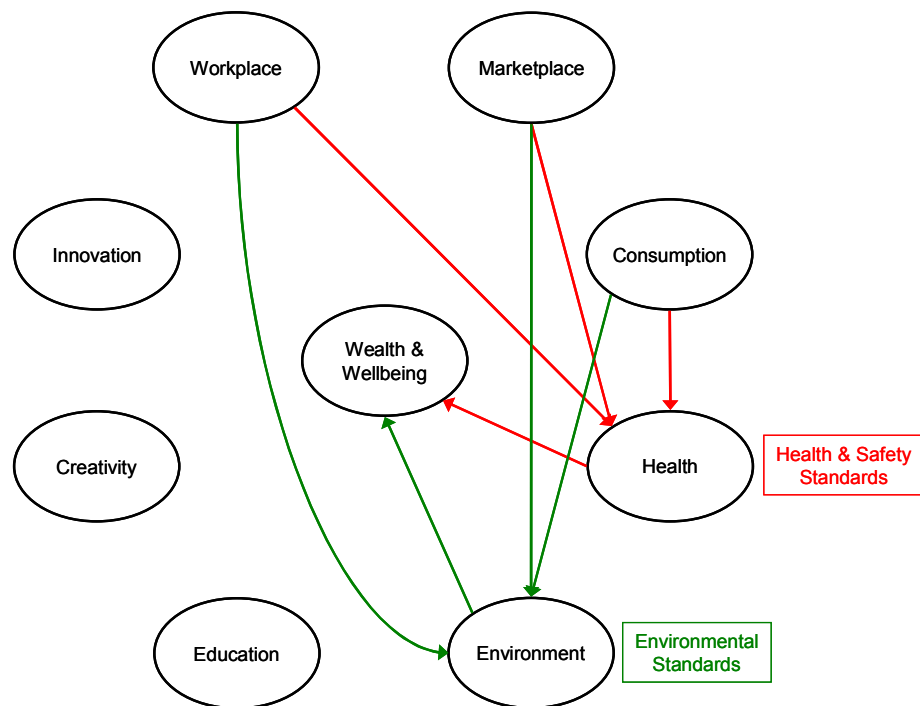 Workplace
Marketplace
Innovation
Consumption
Wealth &
Wellbeing
Creativity
Health
Health & Safety
Standards
Education
Environment
Environmental
Standards